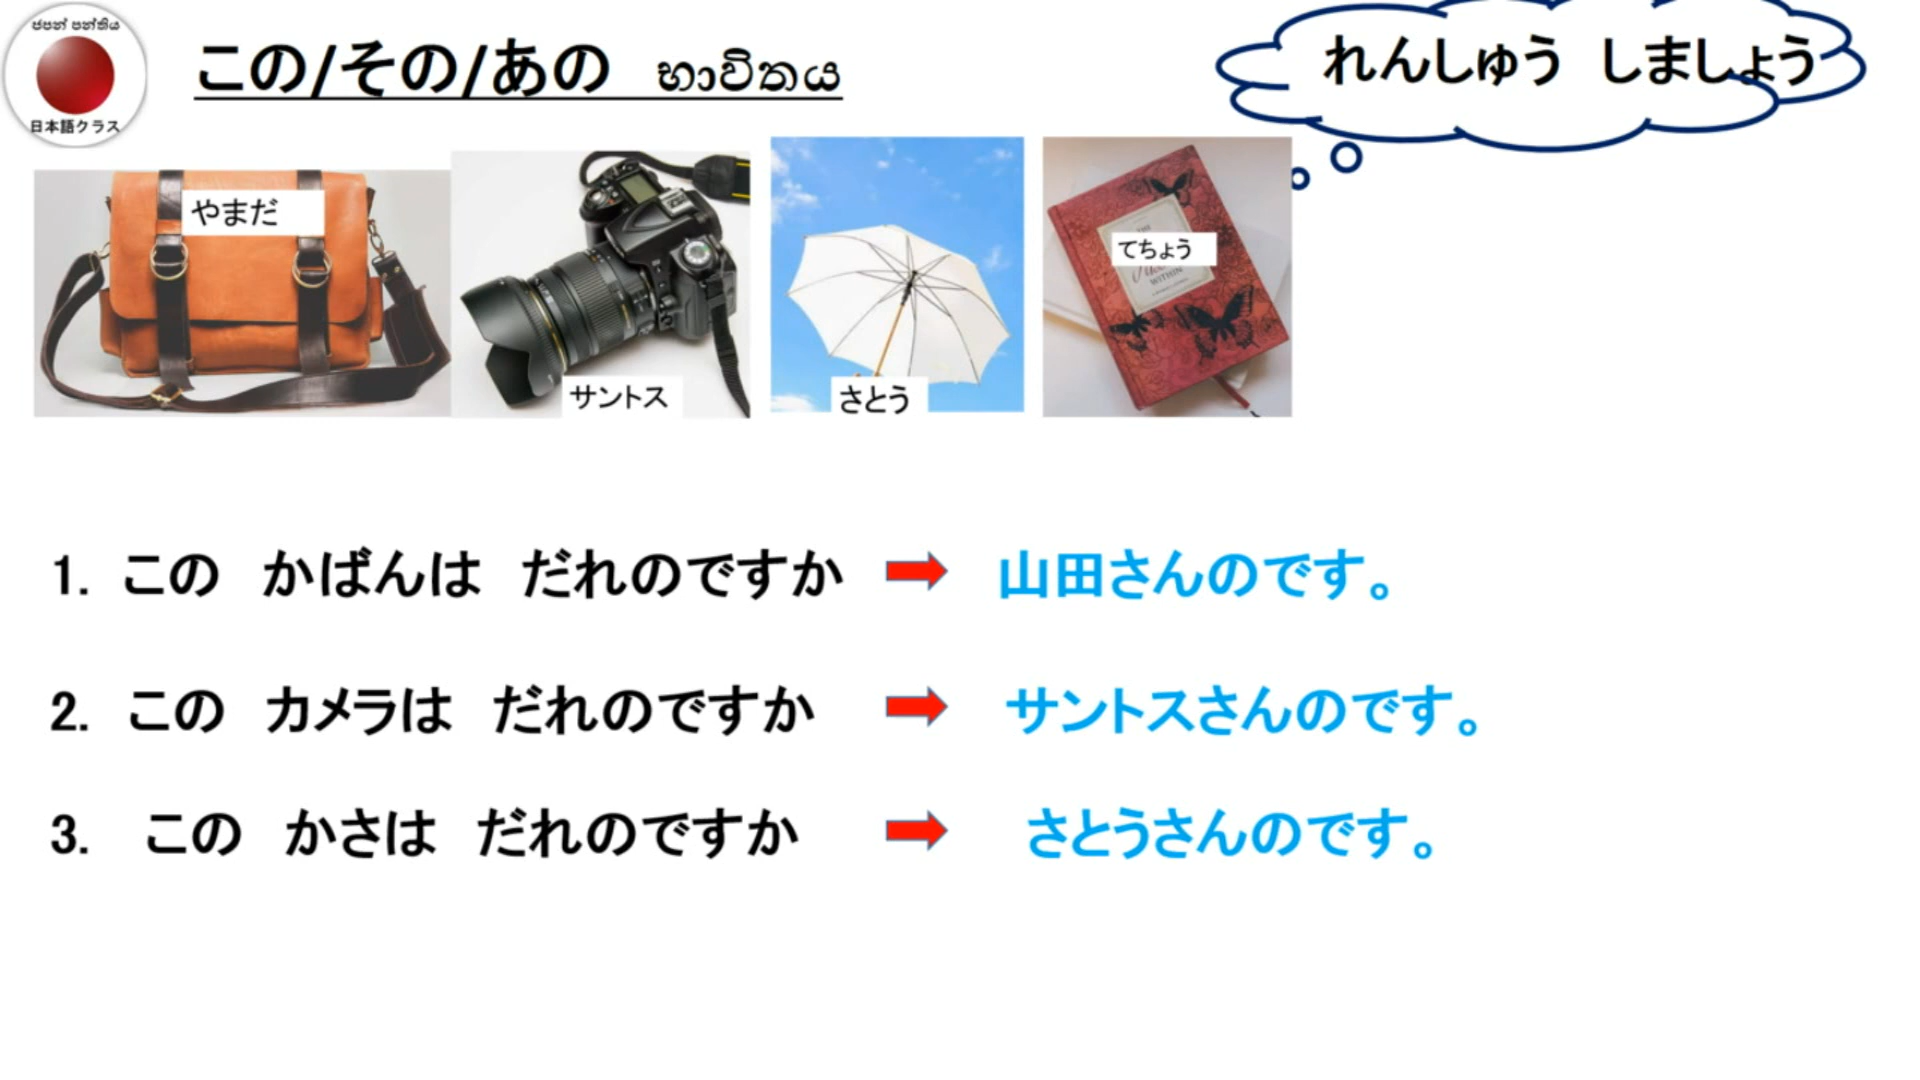 ජපන් පන්තිය
日本語クラス
この/その/あの භාවිතය
れんしゅう しましょう
やまだ
サントス
さとう
てちょう
THE
WITHIN
1. この かばんは だれのですか 山田さんのです。
2. この カメラは だれのですか サントスさんのです。
3. この かさは だれのですか さとうさんのです。